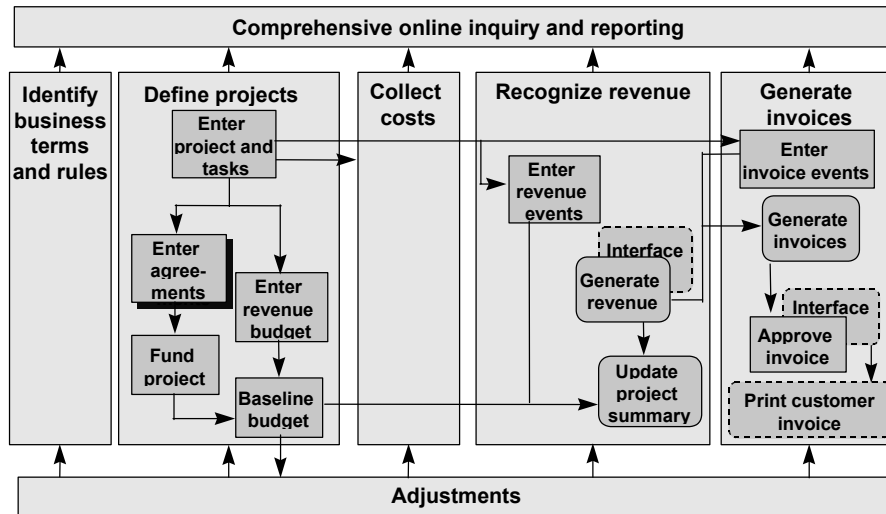 Comprehensive online inquiry and reporting
Identify
business
terms
and rules
Define projects
Enter
project and
tasks
Enter
agree-
ments
Enter
revenue
budget
Fund
project
Baseline
budget
Collect
costs
Recognize revenue
Enter
revenue
events
Interface
Generate
revenue
Update
project
summary
Generate
invoices
Enter
invoice events
Generate
invoices
Interface
Approve
invoice
Print customer
invoice
Adjustments